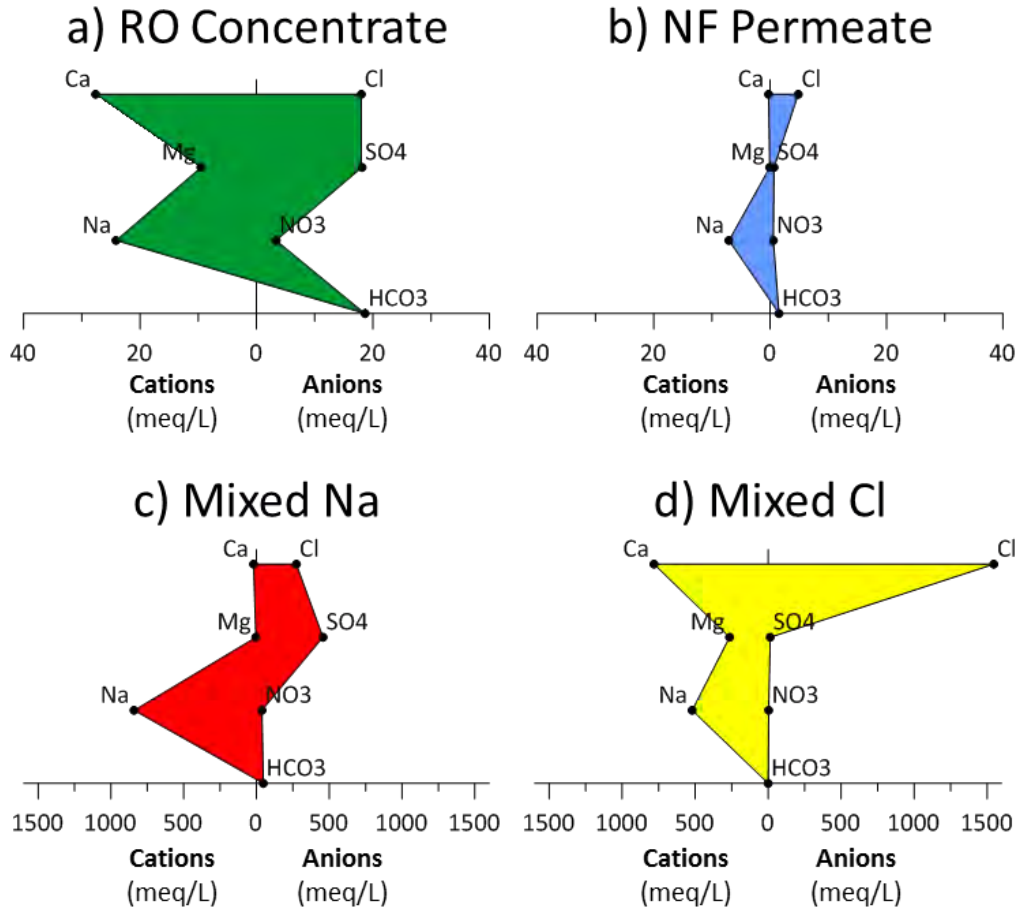 a) RO Concentrate
Ca
Cl
Mg
SO4
Na
NO3
HCO3
40 20 0 20 40
Cations Anions
(meq/L) (meq/L)
b) NF Permeate
Ca
Cl
Mg
SO4
Na
NO3
HCO3
40 20 0 20 40
Cations Anions
(meq/L) (meq/L)
c) Mixed Na
Ca
Cl
Mg
SO4
Na
NO3
HCO3
1500 1000 500 0 500 1000 1500
Cations Anions
(meq/L) (meq/L)
d) Mixed Cl
Ca
Cl
Mg
SO4
Na
NO3
HCO3
1500 1000 500 0 500 1000 1500
Cations Anions
(meq/L) (meq/L)